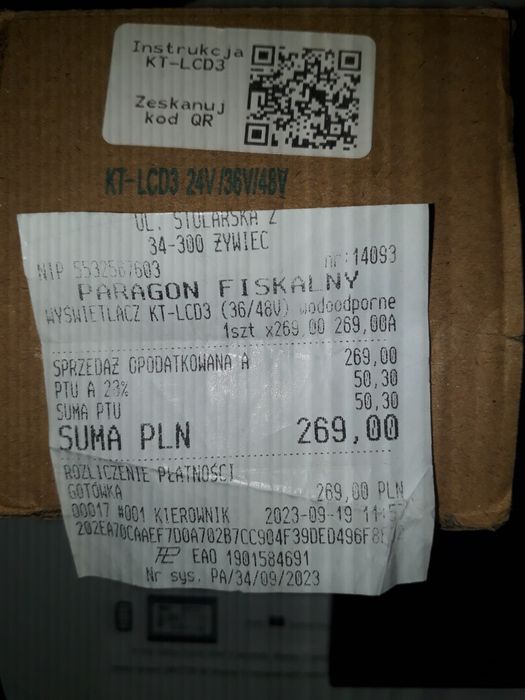 Instrukcja
KT-LCD3
Zeskanuj
kod QR
KT-LCD3 24V/36V/48V
UL. STOLARSKA 2
34-300 ŻYWIEC
NIP 5532567603 nr:14093
PARAGON FISKALNY
WYŚWIETLACZ KT-LCD3 (36/48V) wodoodporne
1szt x269,00 269,00A
SPRZEDAŻ OPODATKOWANA A 269,00
PTU A 23% 50,30
SUMA PTU 50,30
SUMA PLN 269,00
ROZLICZENIE PŁATNOŚCI
GOTÓWKA 269,00 PLN
00017 #001 KIEROWNIK 2023-09-19 11:57
EAO 1901584691
Nr sys. PA/34/09/2023